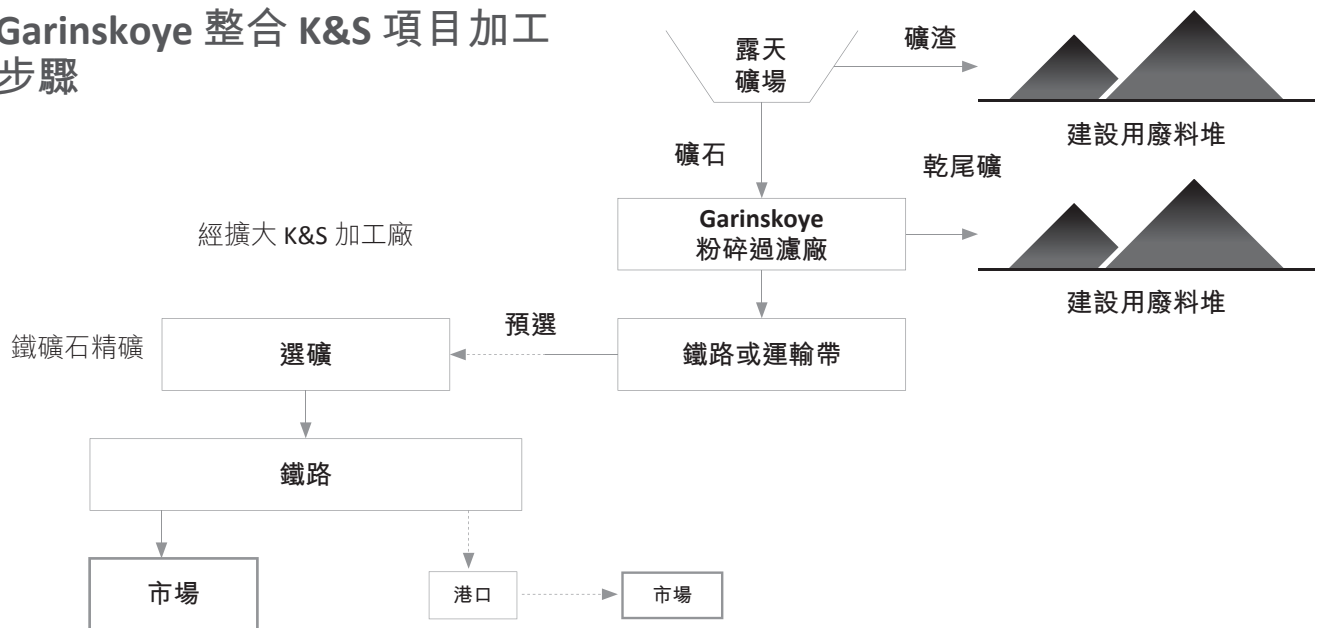 Garinskoye 整合 K&S 項目加工
步驟
露天
礦場
礦渣
建設用廢料堆
礦石
乾尾礦
Garinskoye
粉碎過濾廠
建設用廢料堆
經擴大 K&S 加工廠
預選
鐵礦石精礦
選礦
鐵路或運輸帶
鐵路
市場
港口
市場